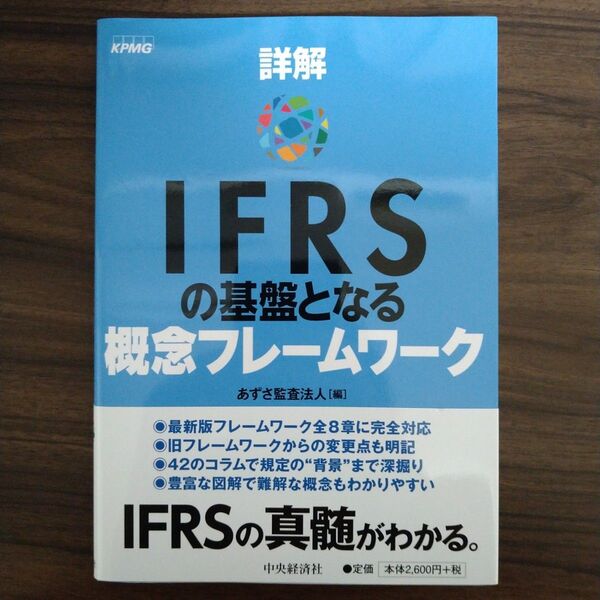 KPMG
詳解
IFRS
の基盤となる
概念フレームワーク
あずさ監査法人[編]
●最新版フレームワーク全8章に完全対応
●旧フレームワークからの変更点も明記
●42のコラムで規定の“背景”まで深掘り
●豊富な図解で難解な概念もわかりやすい
IFRSの真髄がわかる。
中央経済社 ●定価 本体2,600円+税